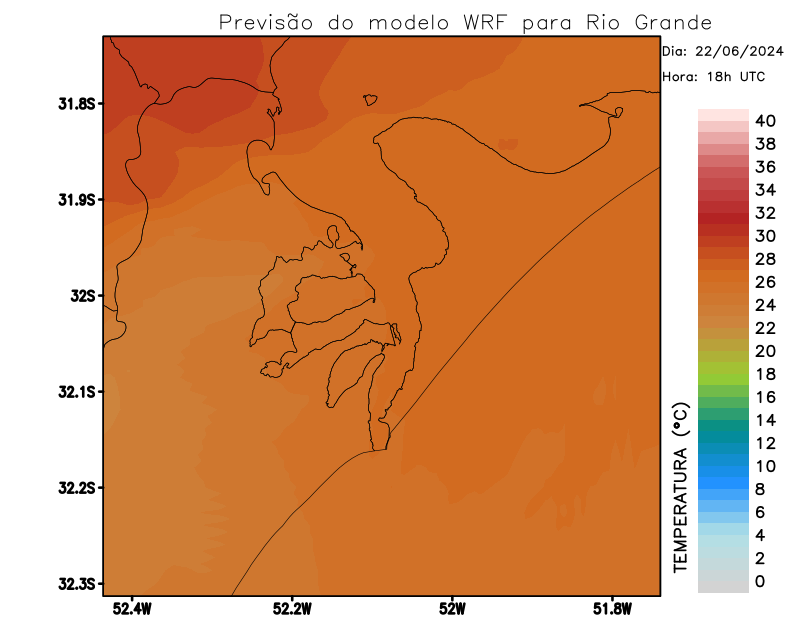 Previsão do modelo WRF para Rio Grande
Dia: 22/06/2024
Hora: 18h UTC
31.8S
31.9S
32S
32.1S
32.2S
32.3S
52.4W
52.2W
52W
51.8W
TEMPERATURA (°C)
40
38
36
34
32
30
28
26
24
22
20
18
16
14
12
10
8
6
4
2
0